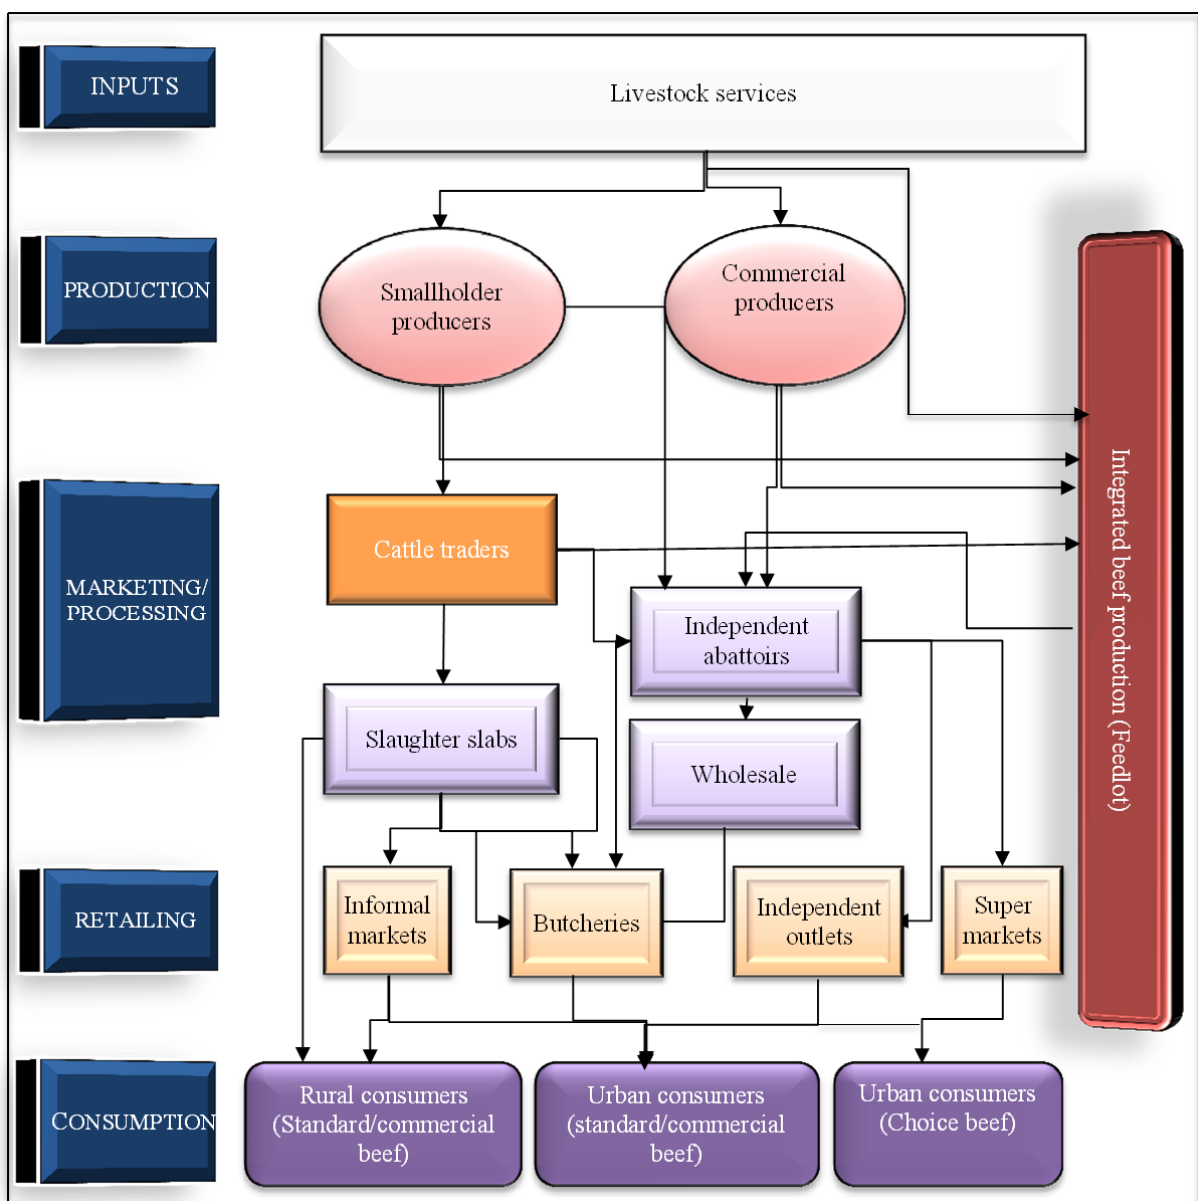 INPUTS
Livestock services
PRODUCTION
Smallholder
producers
Commercial
producers
MARKETING/
PROCESSING
Cattle traders
Independent
abattoirs
Slaughter slabs
Wholesale
Integrated beef production (Feedlot)
RETAILING
Informal
markets
Butcheries
Independent
outlets
Super
markets
CONSUMPTION
Rural consumers
(Standard/commercial
beef)
Urban consumers
(standard/commercial
beef)
Urban consumers
(Choice beef)